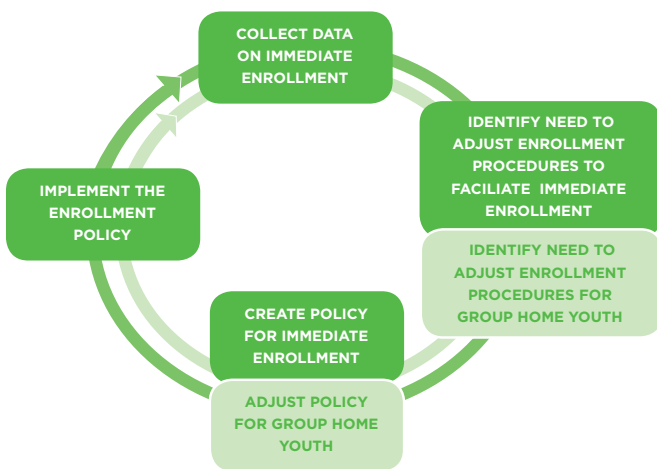 COLLECT DATA
ON IMMEDIATE
ENROLLMENT
IDENTIFY NEED TO
ADJUST ENROLLMENT
PROCEDURES TO
FACILIATE IMMEDIATE
ENROLLMENT
IDENTIFY NEED TO
ADJUST ENROLLMENT
PROCEDURES FOR
GROUP HOME YOUTH
CREATE POLICY
FOR IMMEDIATE
ENROLLMENT
ADJUST POLICY
FOR GROUP HOME
YOUTH
IMPLEMENT THE
ENROLLMENT
POLICY